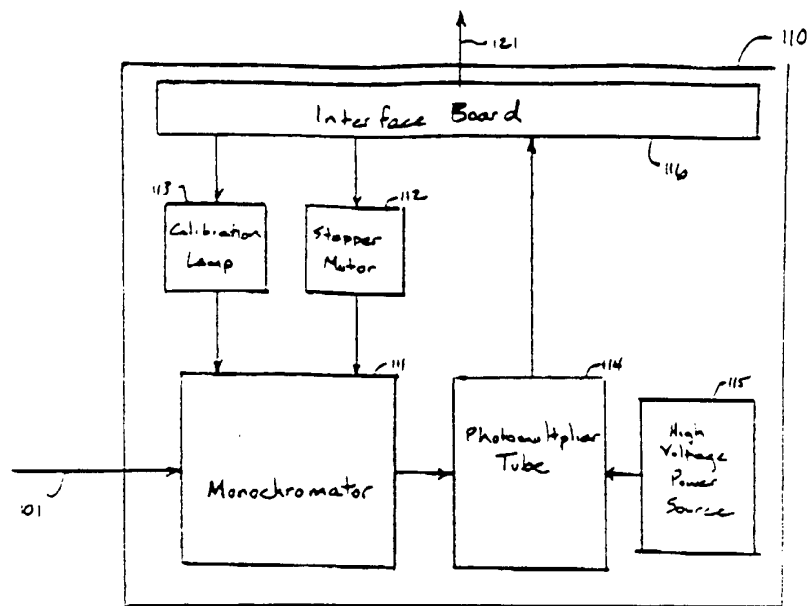 121
110
Interface Board
116
113
112
Calibration
Lamp
Stepper
Motor
111
114
115
Photomultplier
Tube
High
Voltage
Power
Source
Monochromator
101